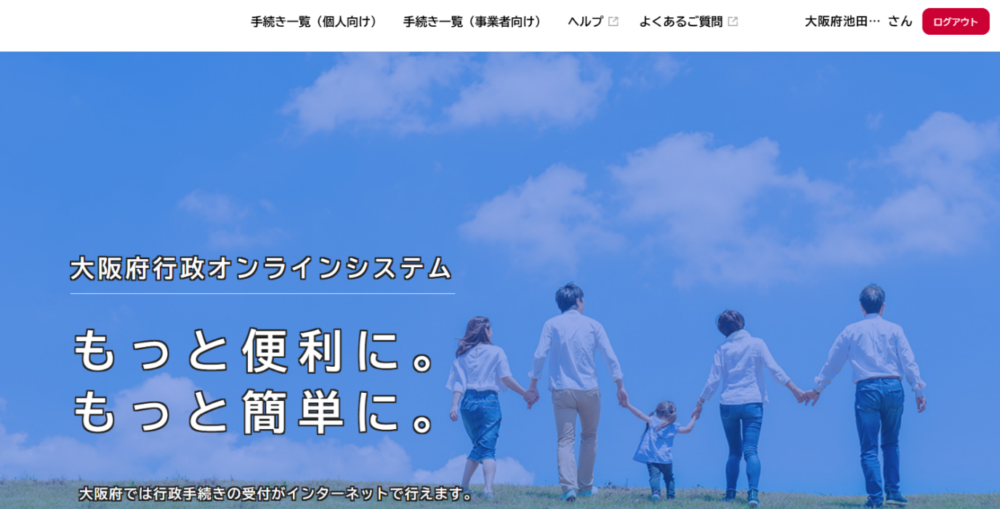 手続き一覧（個人向け） 手続き一覧（事業者向け） ヘルプ よくあるご質問 大阪府池田… さん ログアウト
大阪府行政オンラインシステム
もっと便利に。
もっと簡単に。
大阪府では行政手続きの受付がインターネットで行えます。